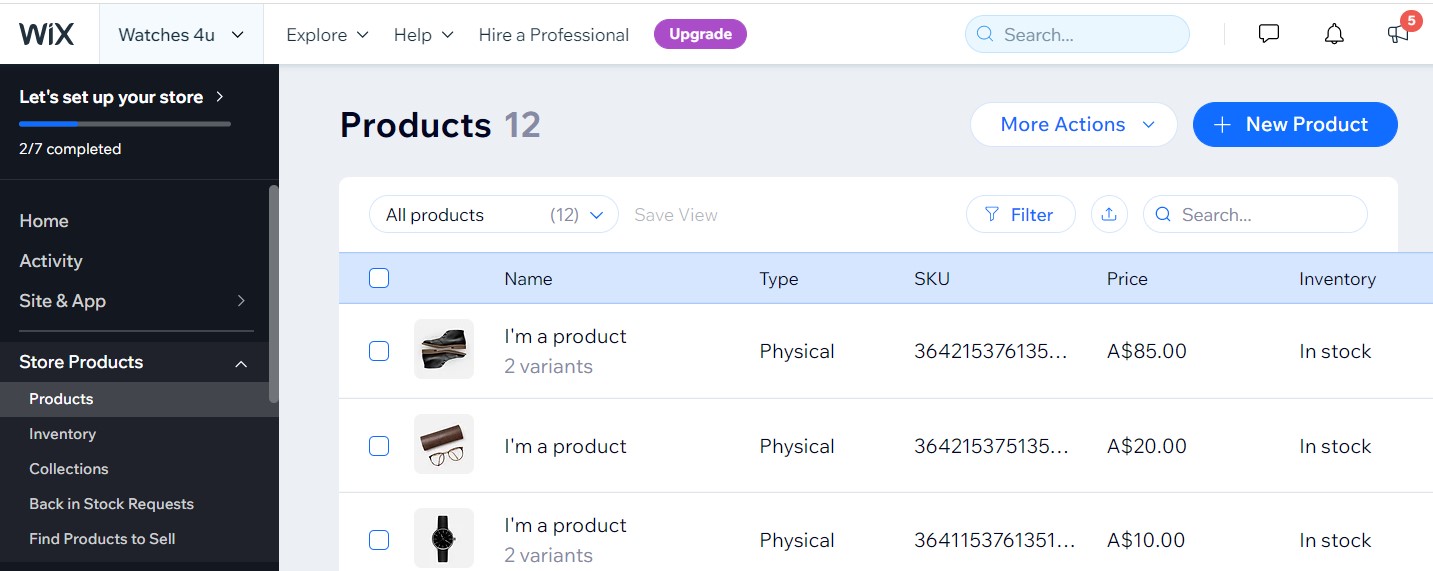 WiX Watches 4u Explore Help Hire a Professional Upgrade Search... 5
Let's set up your store
2/7 completed
Home
Activity
Site & App
Store Products
Products
Inventory
Collections
Back in Stock Requests
Find Products to Sell
Products 12 More Actions + New Product
All products (12) Save View Filter Search...
Name Type SKU Price Inventory
I'm a product
2 variants
Physical 364215376135... A$85.00 In stock
I'm a product Physical 364215375135... A$20.00 In stock
I'm a product
2 variants
Physical 3641153761351... A$10.00 In stock